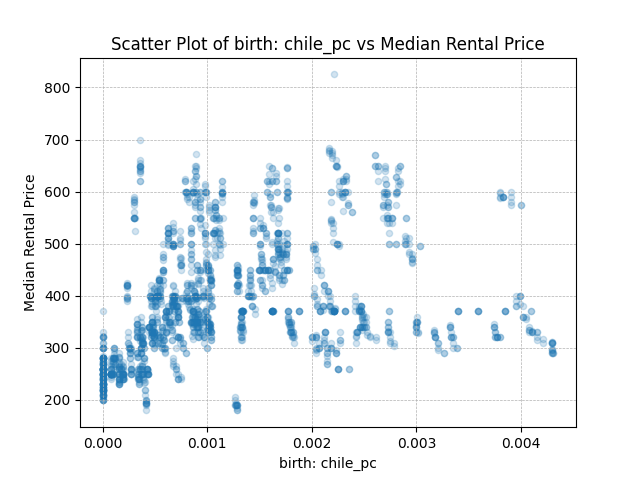 Scatter Plot of birth: chile_pc vs Median Rental Price
800
700
600
500
400
300
200
Median Rental Price
0.000 0.001 0.002 0.003 0.004
birth: chile_pc